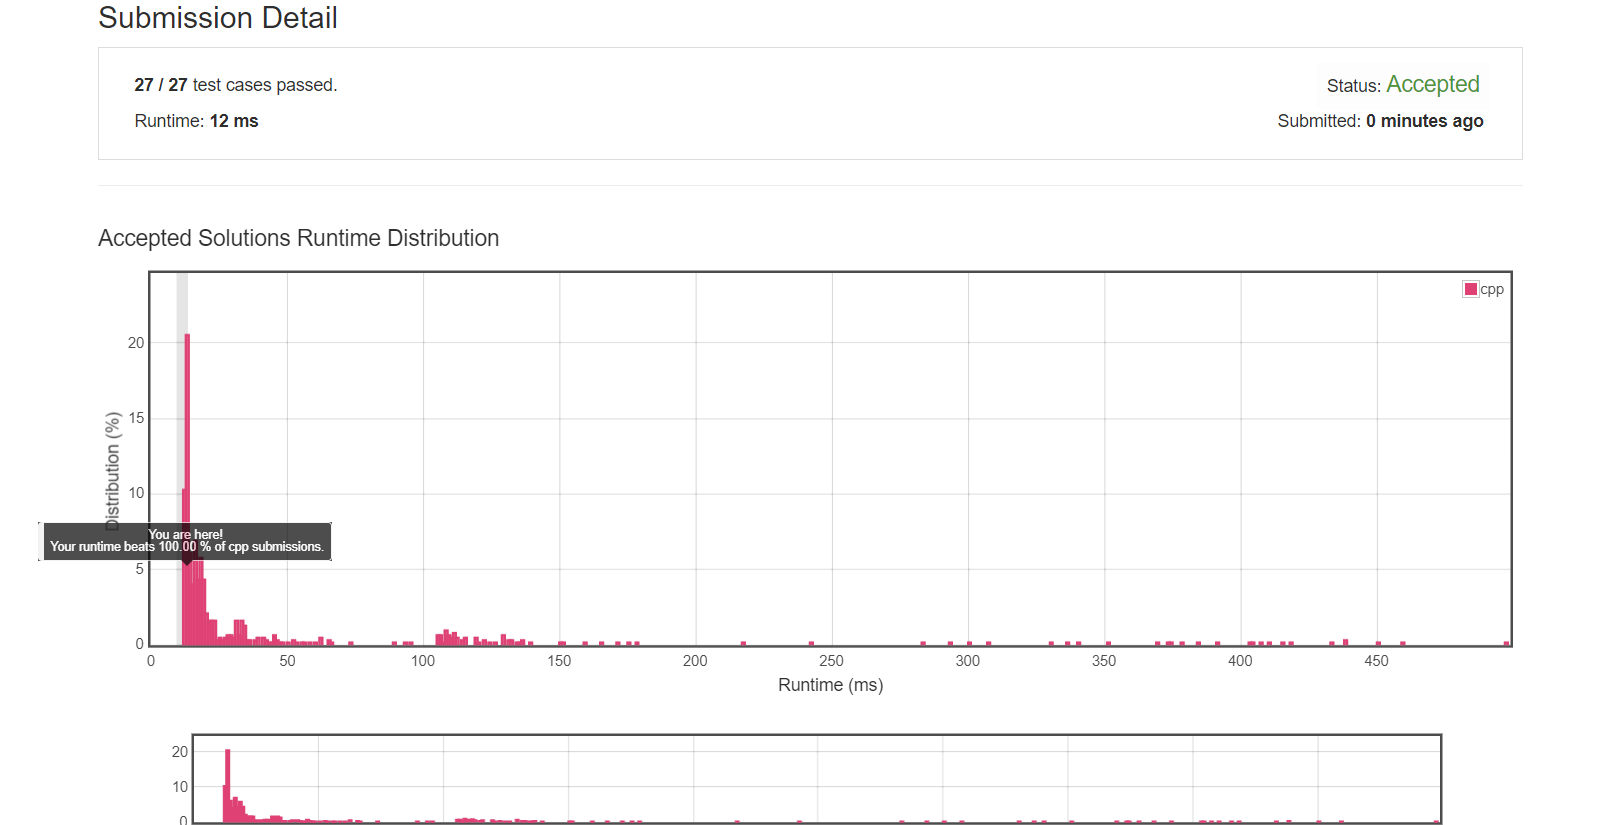 Submission Detail
27 / 27 test cases passed.
Status: Accepted
Runtime: 12 ms
Submitted: 0 minutes ago
Accepted Solutions Runtime Distribution
cpp
20
15
10
5
0
Distribution (%)
You are here!
Your runtime beats 100.00 % of cpp submissions.
0 50 100 150 200 250 300 350 400 450
Runtime (ms)
20
10
0